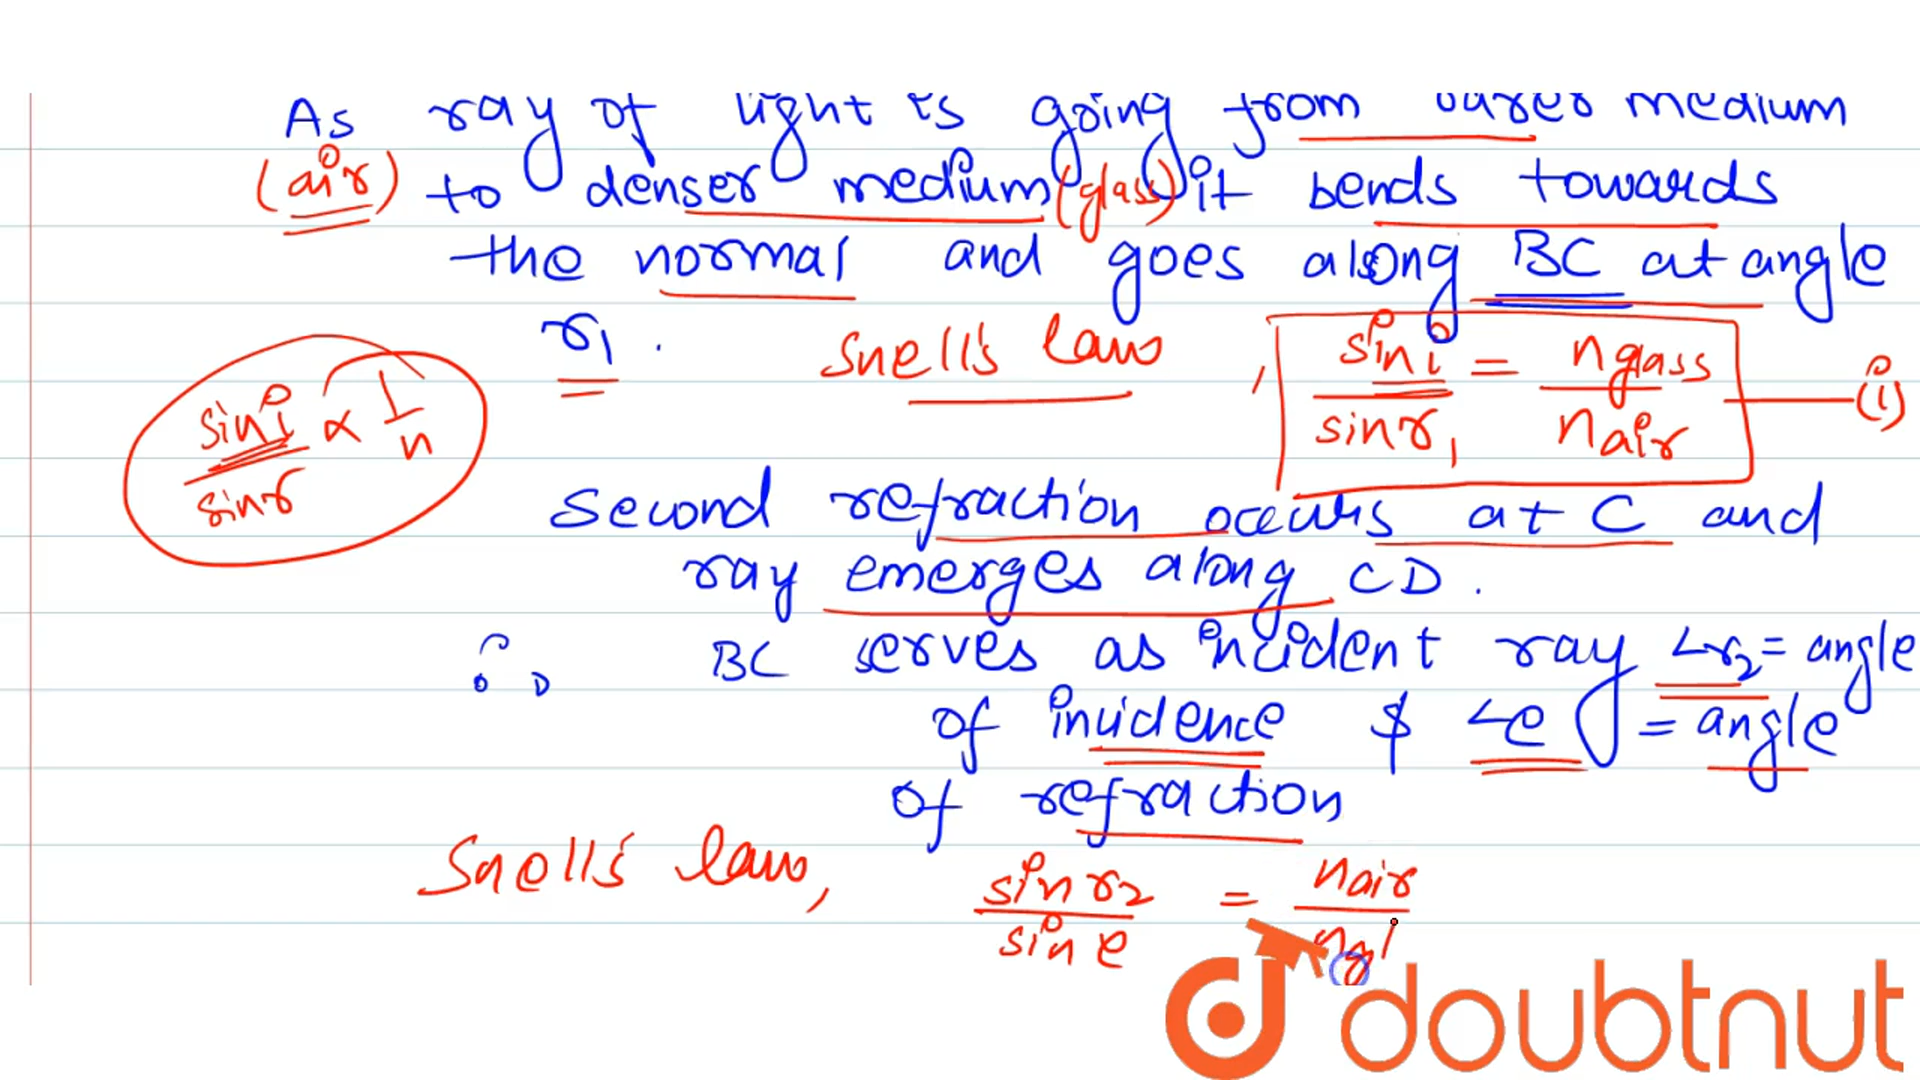 As ray of light is going from rarer medium
(air) to denser medium (glass) it bends towards
the normal and goes along BC at angle
r1 . Snell's law , sin i / sin r1 = n glass / n air — (i)
sin i / sin r ∝ 1 / n
Second refraction occurs at C and
ray emerges along CD .
BC serves as incident ray ∠r2 = angle
of incidence & ∠e = angle
of refraction
Snell's law, sin r2 / sin e = n air / n gl
doubtnut